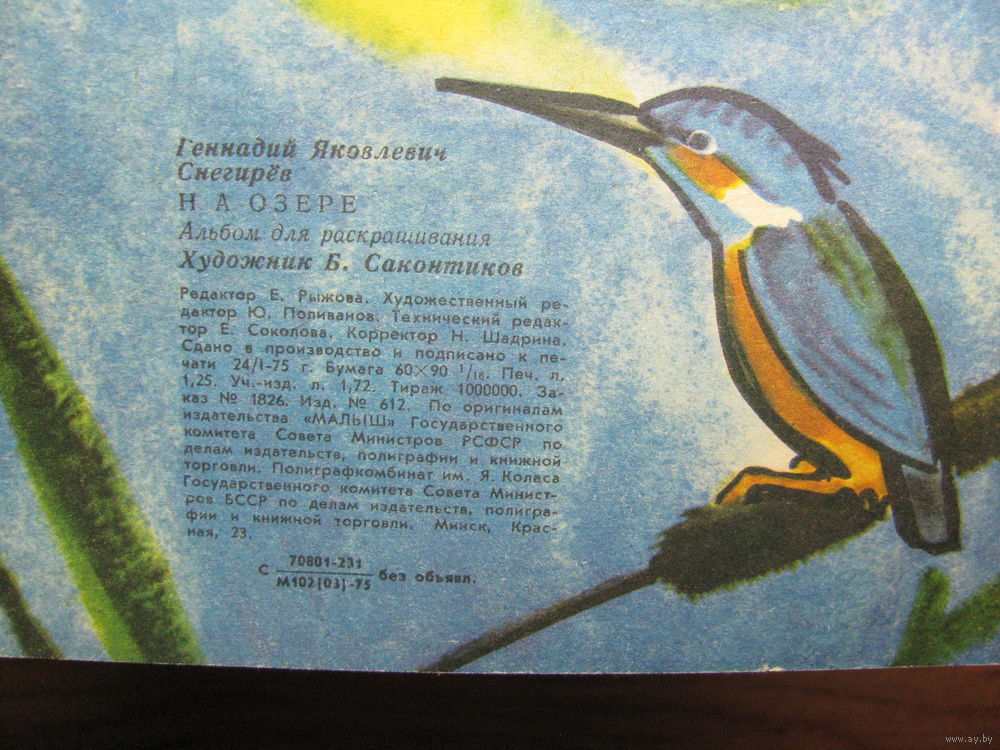 Геннадий Яковлевич
Снегирёв
НА ОЗЕРЕ
Альбом для раскрашивания
Художник Б. Саконтиков
Редактор Е. Рыжова. Художественный ре-
дактор Ю. Поливанов. Технический редак-
тор Е. Соколова. Корректор Н. Шадрина.
Сдано в производство и подписано к пе-
чати 24/I-75 г. Бумага 60×90 1/16. Печ. л.
1,25. Уч.-изд. л. 1,72. Тираж 1000000. За-
каз № 1826. Изд. № 612. По оригиналам
издательства «МАЛЫШ» Государственного
комитета Совета Министров РСФСР по
делам издательств, полиграфии и книжной
торговли. Полиграфкомбинат им. Я. Коласа
Государственного комитета Совета Минист-
ров БССР по делам издательств, полигра-
фии и книжной торговли. Минск, Крас-
ная, 23.
С 70801-231
М102(03)-75 без объявл.
www.ay.by